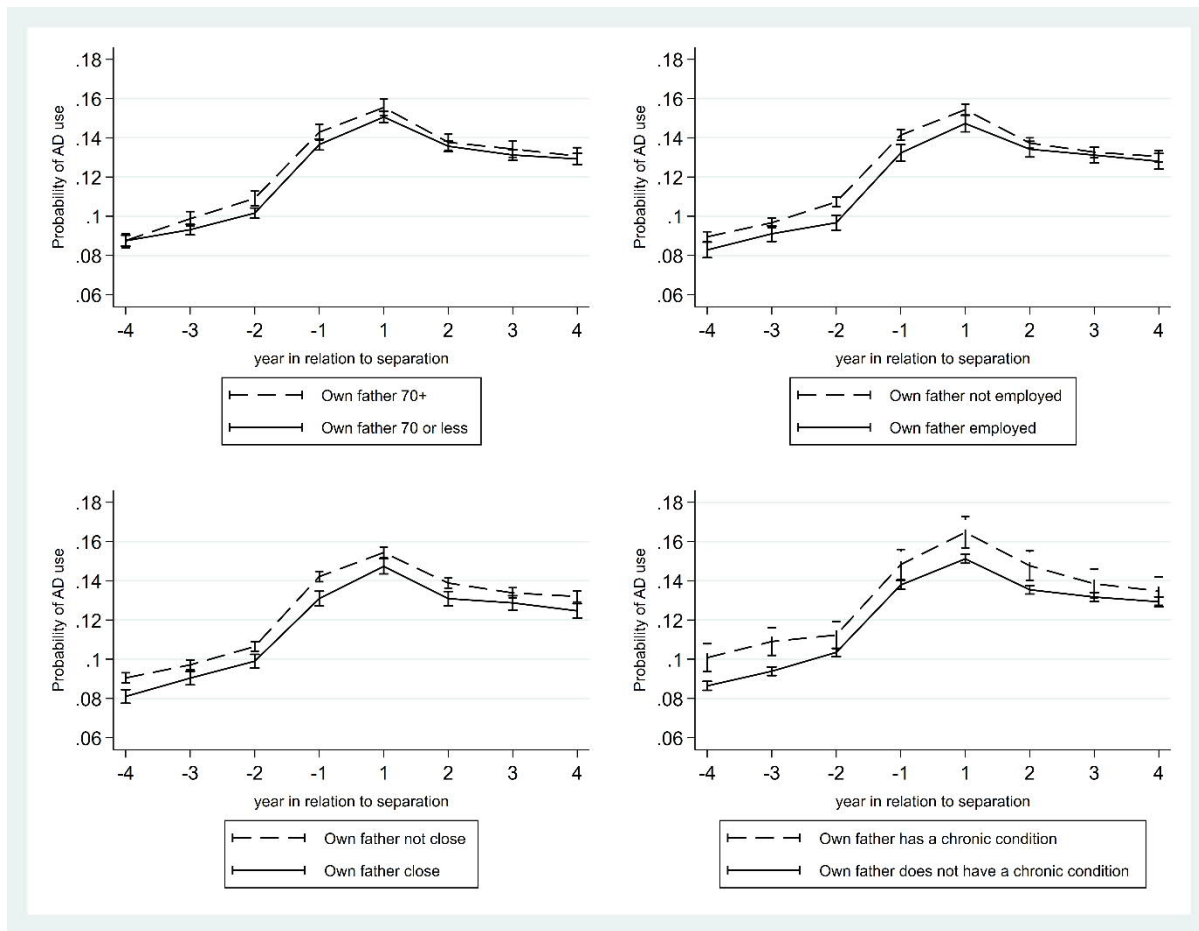 Probability of AD use
.18
.16
.14
.12
.1
.08
.06
-4 -3 -2 -1 1 2 3 4
year in relation to separation
Own father 70+
Own father 70 or less
Probability of AD use
.18
.16
.14
.12
.1
.08
.06
-4 -3 -2 -1 1 2 3 4
year in relation to separation
Own father not employed
Own father employed
Probability of AD use
.18
.16
.14
.12
.1
.08
.06
-4 -3 -2 -1 1 2 3 4
year in relation to separation
Own father not close
Own father close
Probability of AD use
.18
.16
.14
.12
.1
.08
.06
-4 -3 -2 -1 1 2 3 4
year in relation to separation
Own father has a chronic condition
Own father does not have a chronic condition